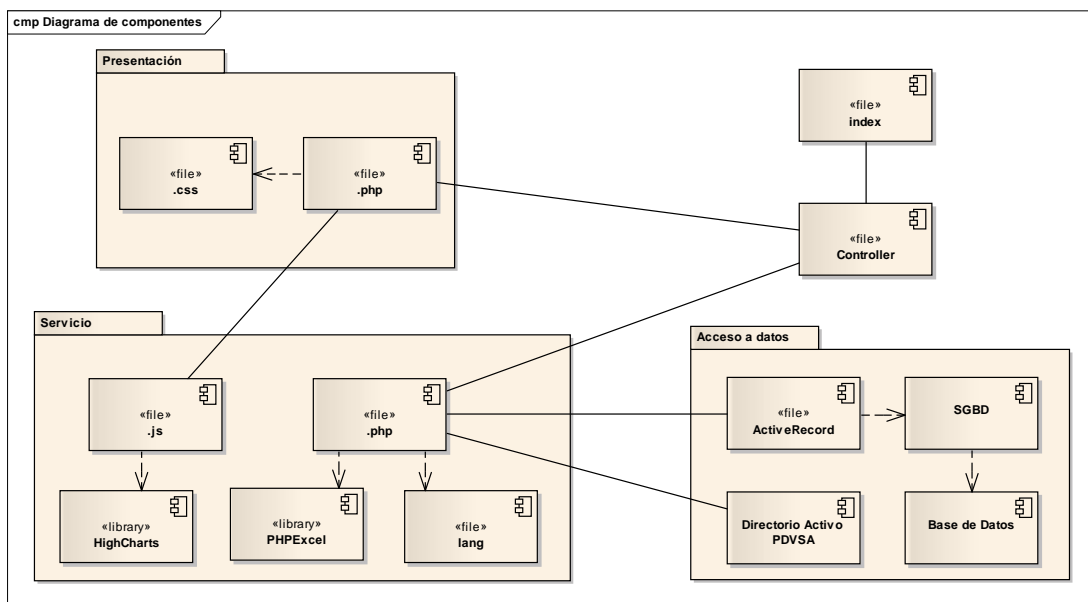 cmp Diagrama de componentes
Presentación
«file»
.css
«file»
.php
«file»
index
«file»
Controller
Servicio
«file»
.js
«file»
.php
«library»
HighCharts
«library»
PHPExcel
«file»
lang
Acceso a datos
«file»
ActiveRecord
SGBD
Directorio Activo
PDVSA
Base de Datos